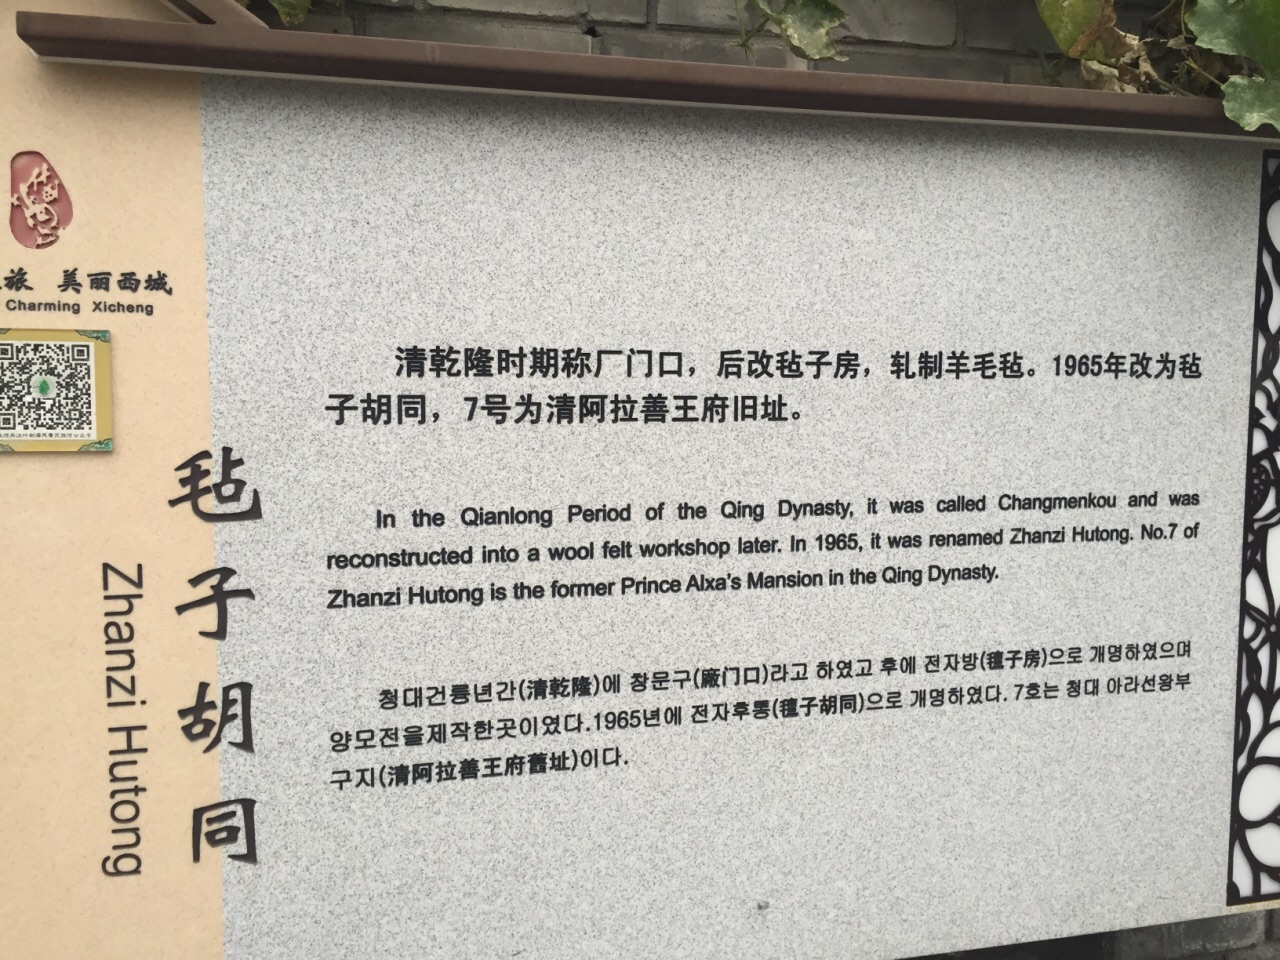 旅 美丽西城
Charming Xicheng
毡子胡同
Zhanzi Hutong
清乾隆时期称厂门口，后改毡子房，轧制羊毛毡。1965年改为毡
子胡同，7号为清阿拉善王府旧址。
In the Qianlong Period of the Qing Dynasty, it was called Changmenkou and was
reconstructed into a wool felt workshop later. In 1965, it was renamed Zhanzi Hutong. No.7 of
Zhanzi Hutong is the former Prince Alxa's Mansion in the Qing Dynasty.
청대건륭년간(清乾隆)에 창문구(廠门口)라고 하였고 후에 전자방(氊子房)으로 개명하였으며
양모전을제작한곳이였다.1965년에 전자후통(氊子胡同)으로 개명하였다. 7호는 청대 아라선왕부
구지(清阿拉善王府舊址)이다.